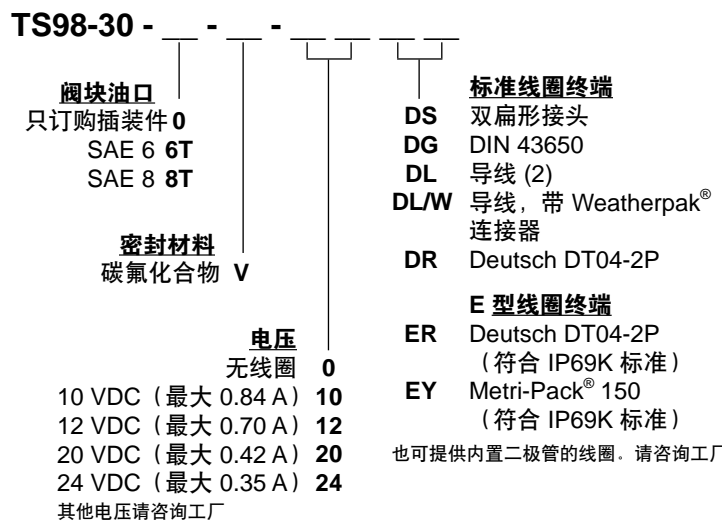 TS98-30 - __ - __ - __ __ __ __
阀块油口
只订购插装件 0
SAE 6 6T
SAE 8 8T
密封材料
碳氟化合物 V
电压
无线圈 0
10 VDC（最大 0.84 A）10
12 VDC（最大 0.70 A）12
20 VDC（最大 0.42 A）20
24 VDC（最大 0.35 A）24
其他电压请咨询工厂
标准线圈终端
DS 双扁形接头
DG DIN 43650
DL 导线 (2)
DL/W 导线，带 Weatherpak®
连接器
DR Deutsch DT04-2P
E 型线圈终端
ER Deutsch DT04-2P
（符合 IP69K 标准）
EY Metri-Pack® 150
（符合 IP69K 标准）
也可提供内置二极管的线圈。请咨询工厂